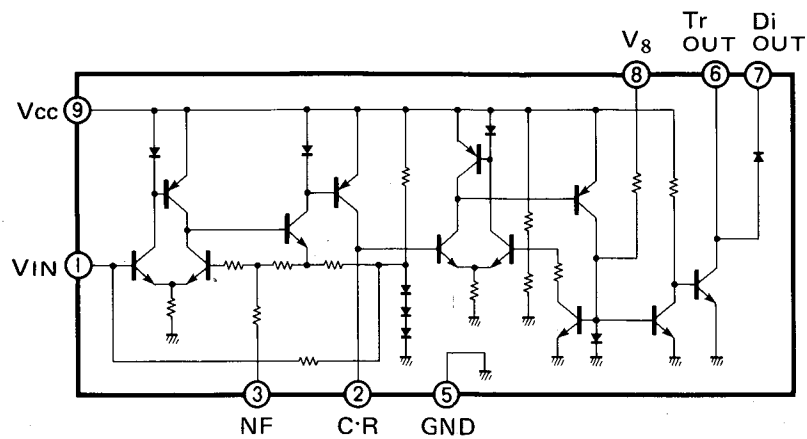 Tr Di
V8 OUT OUT
8 6 7
Vcc 9
VIN 1
3 2 5
NF C·R GND